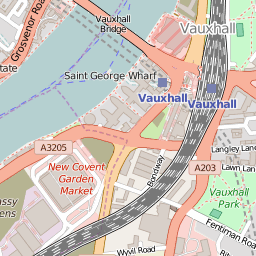 Vauxhall
Bridge
Grosvenor Road
Vauxhall
Saint George Wharf
Vauxhall
Vauxhall
A3205
Langley Lane
New Covent
Garden
Market
Bondway
A203
Lawn Lan
Vauxhall
Park
Fentiman Road
Wyvil Road